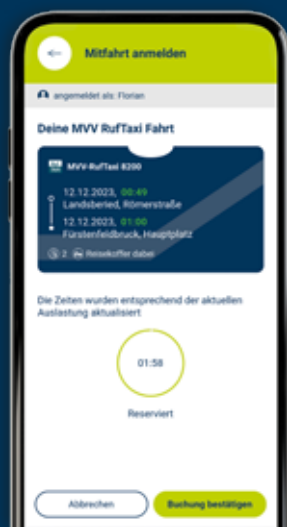 Mitfahrt anmelden
angemeldet als: Florian
Deine MVV RufTaxi Fahrt
MVV-RufTaxi 8200
12.12.2023, 00:49
Landsberied, Römerstraße
12.12.2023, 01:00
Fürstenfeldbruck, Hauptplatz
2 Reisekoffer dabei
Die Zeiten wurden entsprechend der aktuellen
Auslastung aktualisiert
01:58
Reserviert
Abbrechen Buchung bestätigen